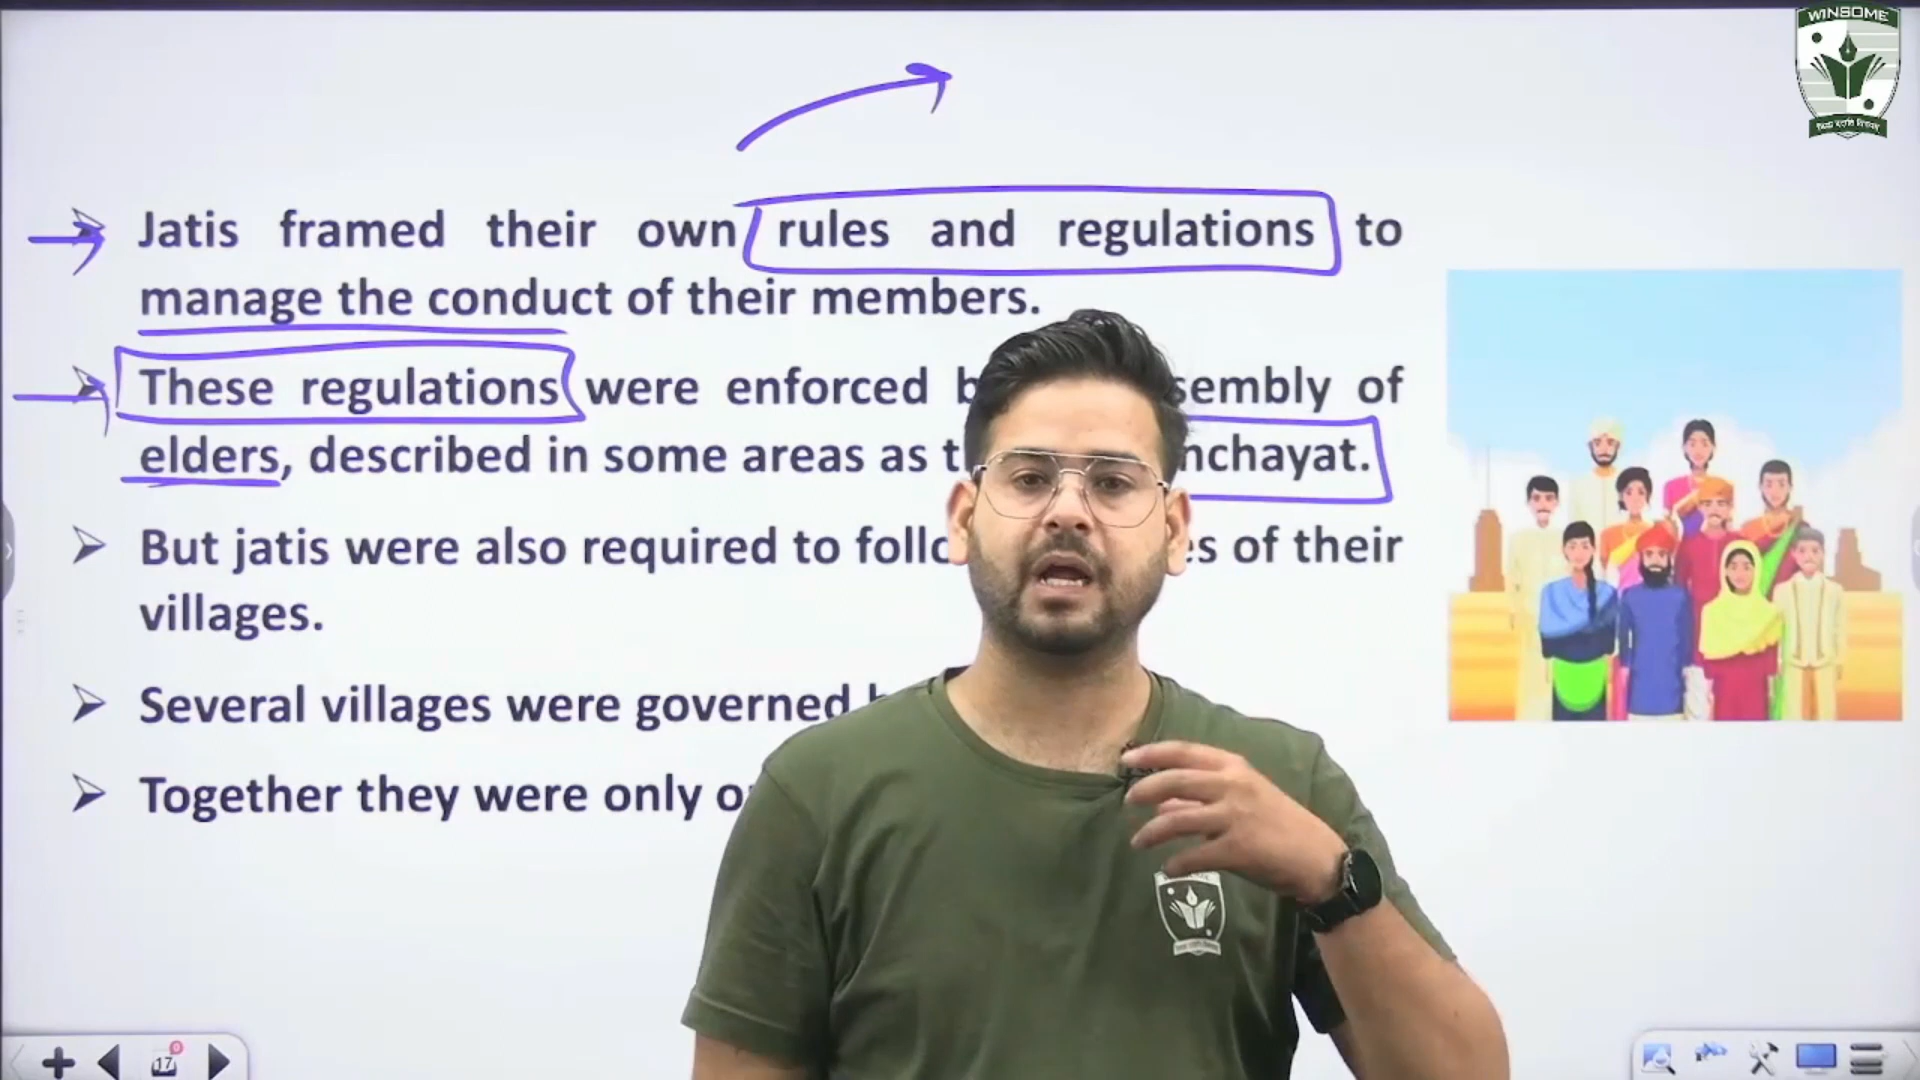 WINSOME
Jatis framed their own rules and regulations to
manage the conduct of their members.
These regulations were enforced sembly of
elders, described in some areas as nchayat.
But jatis were also required to of their
villages.
Several villages were governed
Together they were only
17